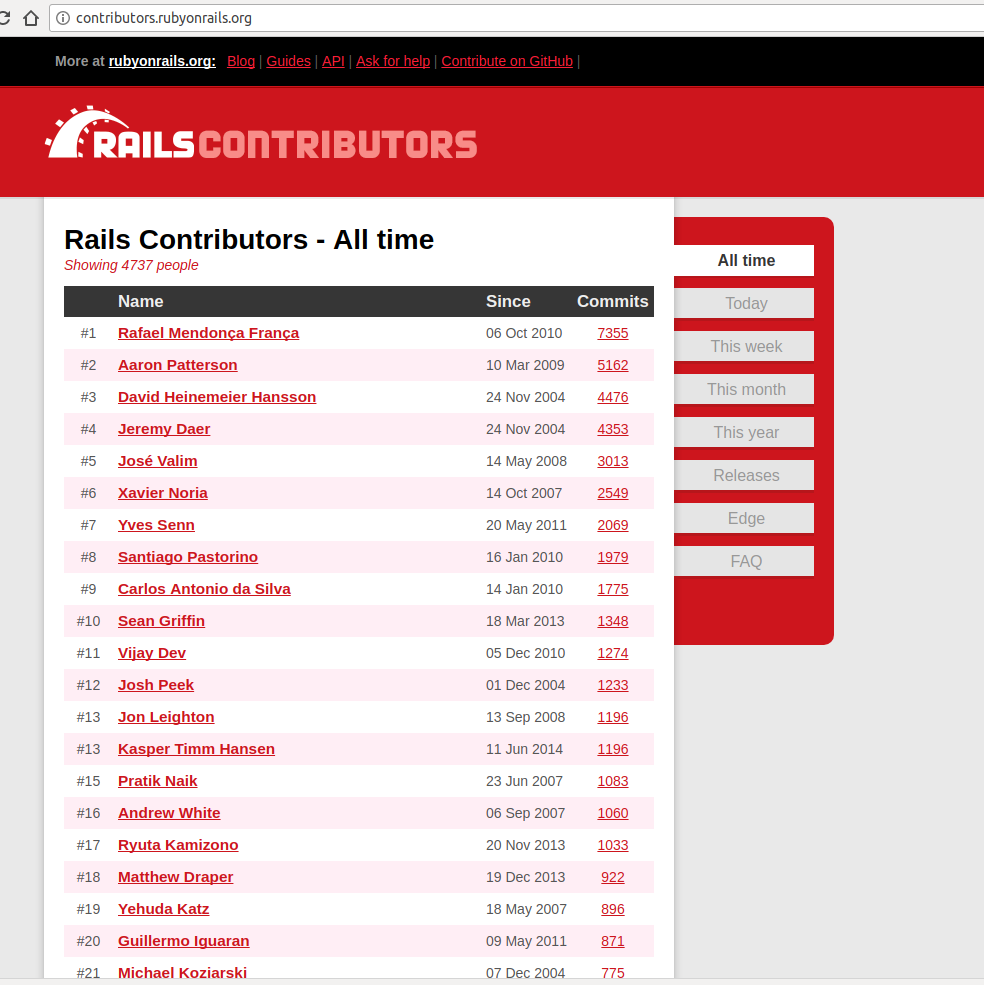 contributors.rubyonrails.org
More at rubyonrails.org: Blog | Guides | API | Ask for help | Contribute on GitHub |
RAILS CONTRIBUTORS
Rails Contributors - All time
Showing 4737 people
Name Since Commits
#1 Rafael Mendonça França 06 Oct 2010 7355
#2 Aaron Patterson 10 Mar 2009 5162
#3 David Heinemeier Hansson 24 Nov 2004 4476
#4 Jeremy Daer 24 Nov 2004 4353
#5 José Valim 14 May 2008 3013
#6 Xavier Noria 14 Oct 2007 2549
#7 Yves Senn 20 May 2011 2069
#8 Santiago Pastorino 16 Jan 2010 1979
#9 Carlos Antonio da Silva 14 Jan 2010 1775
#10 Sean Griffin 18 Mar 2013 1348
#11 Vijay Dev 05 Dec 2010 1274
#12 Josh Peek 01 Dec 2004 1233
#13 Jon Leighton 13 Sep 2008 1196
#13 Kasper Timm Hansen 11 Jun 2014 1196
#15 Pratik Naik 23 Jun 2007 1083
#16 Andrew White 06 Sep 2007 1060
#17 Ryuta Kamizono 20 Nov 2013 1033
#18 Matthew Draper 19 Dec 2013 922
#19 Yehuda Katz 18 May 2007 896
#20 Guillermo Iguaran 09 May 2011 871
#21 Michael Koziarski 07 Dec 2004 775
All time
Today
This week
This month
This year
Releases
Edge
FAQ